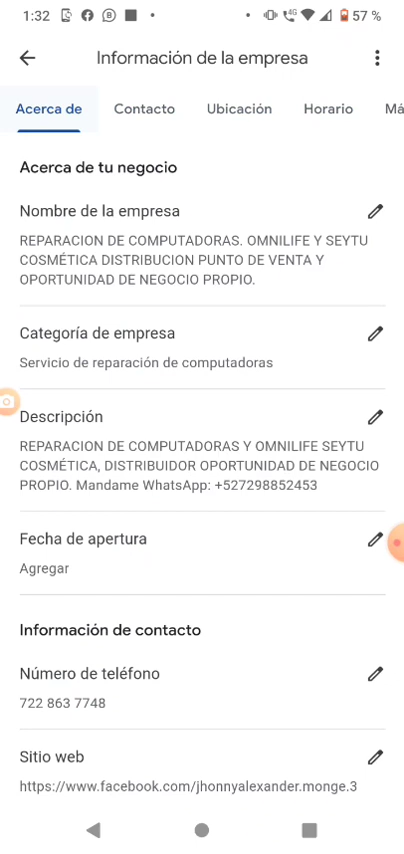 1:32
57 %
Información de la empresa
Acerca de Contacto Ubicación Horario Má
Acerca de tu negocio
Nombre de la empresa
REPARACION DE COMPUTADORAS. OMNILIFE Y SEYTU
COSMÉTICA DISTRIBUCION PUNTO DE VENTA Y
OPORTUNIDAD DE NEGOCIO PROPIO.
Categoría de empresa
Servicio de reparación de computadoras
Descripción
REPARACION DE COMPUTADORAS Y OMNILIFE SEYTU
COSMÉTICA, DISTRIBUIDOR OPORTUNIDAD DE NEGOCIO
PROPIO. Mandame WhatsApp: +527298852453
Fecha de apertura
Agregar
Información de contacto
Número de teléfono
722 863 7748
Sitio web
https://www.facebook.com/jhonnyalexander.monge.3